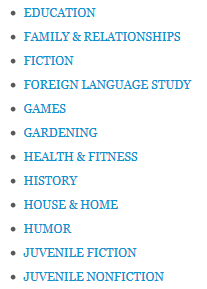 EDUCATION
FAMILY & RELATIONSHIPS
FICTION
FOREIGN LANGUAGE STUDY
GAMES
GARDENING
HEALTH & FITNESS
HISTORY
HOUSE & HOME
HUMOR
JUVENILE FICTION
JUVENILE NONFICTION